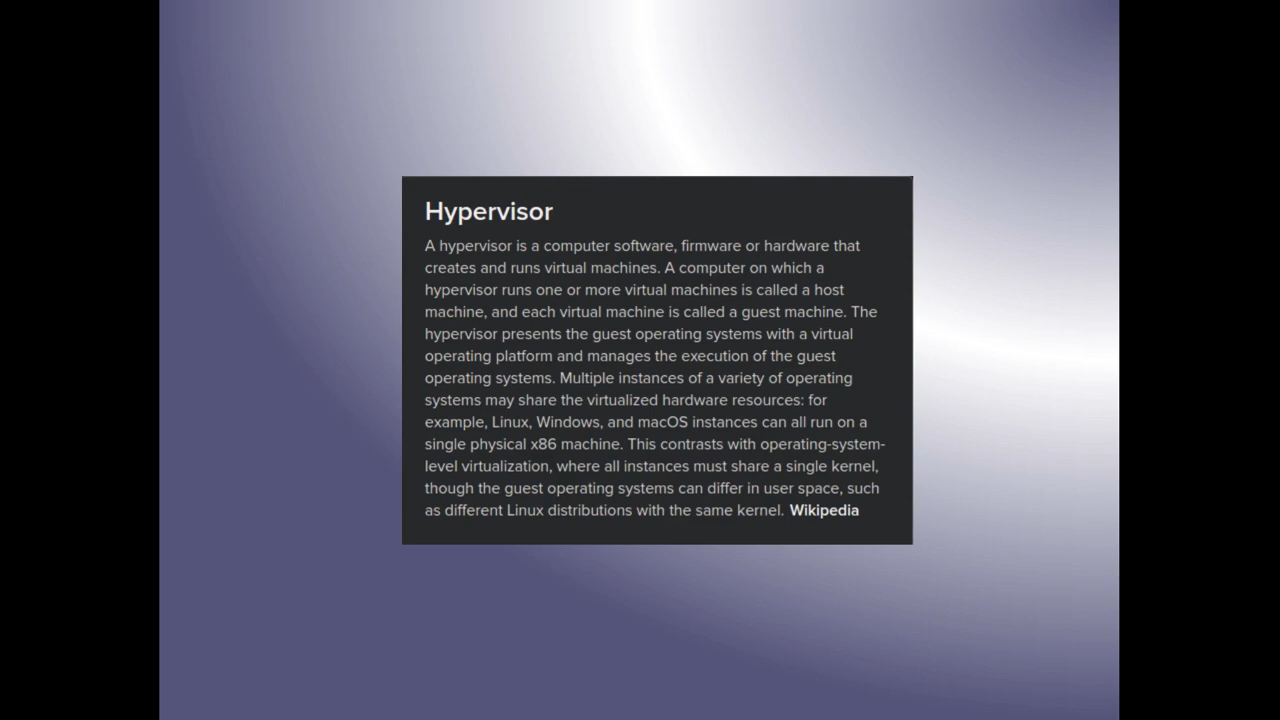 Hypervisor
A hypervisor is a computer software, firmware or hardware that
creates and runs virtual machines. A computer on which a
hypervisor runs one or more virtual machines is called a host
machine, and each virtual machine is called a guest machine. The
hypervisor presents the guest operating systems with a virtual
operating platform and manages the execution of the guest
operating systems. Multiple instances of a variety of operating
systems may share the virtualized hardware resources: for
example, Linux, Windows, and macOS instances can all run on a
single physical x86 machine. This contrasts with operating-system-
level virtualization, where all instances must share a single kernel,
though the guest operating systems can differ in user space, such
as different Linux distributions with the same kernel. Wikipedia